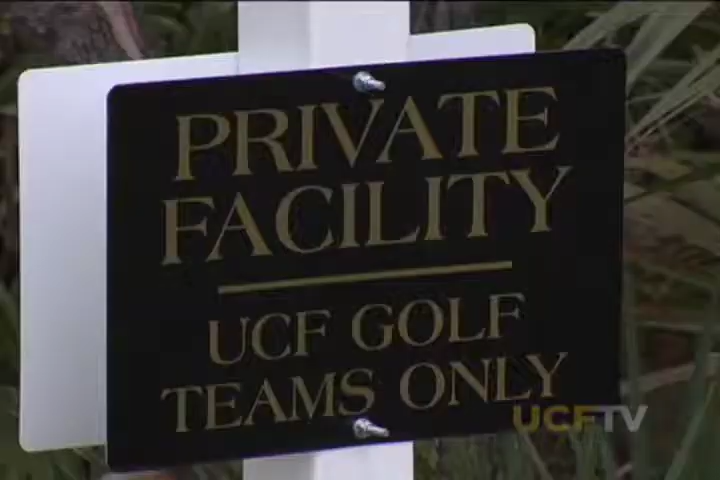 PRIVATE
FACILITY
UCF GOLF
TEAMS ONLY
UCFTV